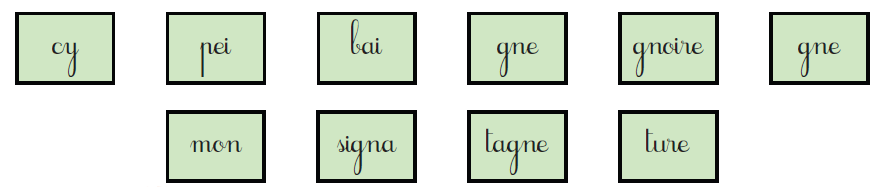 cy pei bai gne gnoire gne
mon signa tagne ture